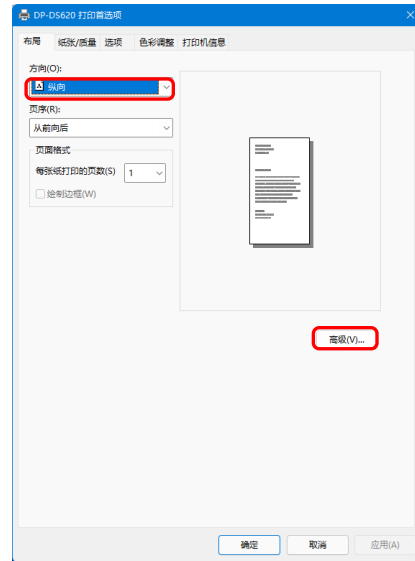 DP-DS620 打印首选项
布局 纸张/质量 选项 色彩调整 打印机信息
方向(O):
A 纵向
页序(R):
从前向后
页面格式
每张纸打印的页数(S) 1
绘制边框(W)
高级(V)...
确定 取消 应用(A)